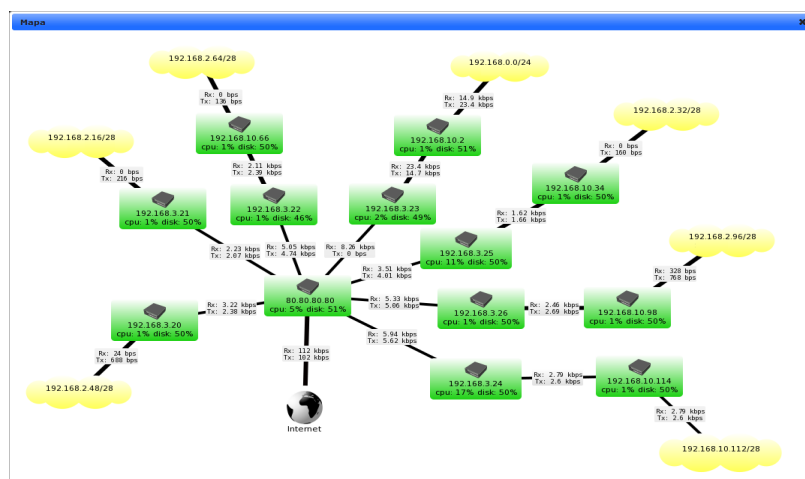 Mapa
192.168.2.64/28
192.168.0.0/24
Rx: 0 bps
Tx: 136 bps
Rx: 14.9 kbps
Tx: 23.4 kbps
192.168.2.32/28
192.168.2.16/28
192.168.10.66
cpu: 1% disk: 50%
192.168.10.2
cpu: 1% disk: 51%
Rx: 0 bps
Tx: 160 bps
Rx: 0 bps
Tx: 216 bps
Rx: 2.11 kbps
Tx: 2.39 kbps
Rx: 23.4 kbps
Tx: 14.7 kbps
192.168.10.34
cpu: 1% disk: 50%
192.168.3.21
cpu: 1% disk: 50%
192.168.3.22
cpu: 1% disk: 46%
192.168.3.23
cpu: 2% disk: 49%
Rx: 1.62 kbps
Tx: 1.66 kbps
192.168.2.96/28
Rx: 2.23 kbps
Tx: 2.07 kbps
Rx: 5.05 kbps
Tx: 4.74 kbps
Rx: 8.26 kbps
Tx: 0 bps
192.168.3.25
cpu: 11% disk: 50%
Rx: 3.51 kbps
Tx: 4.01 kbps
Rx: 328 bps
Tx: 768 bps
80.80.80.80
cpu: 5% disk: 51%
Rx: 3.22 kbps
Tx: 2.38 kbps
Rx: 5.33 kbps
Tx: 5.06 kbps
192.168.3.26
cpu: 1% disk: 50%
Rx: 2.46 kbps
Tx: 2.69 kbps
192.168.10.98
cpu: 1% disk: 50%
192.168.3.20
cpu: 1% disk: 50%
Rx: 24 bps
Tx: 688 bps
Rx: 112 kbps
Tx: 102 kbps
Rx: 5.94 kbps
Tx: 5.62 kbps
192.168.3.24
cpu: 17% disk: 50%
Rx: 2.79 kbps
Tx: 2.6 kbps
192.168.10.114
cpu: 1% disk: 50%
192.168.2.48/28
Rx: 2.79 kbps
Tx: 2.6 kbps
Internet
192.168.10.112/28